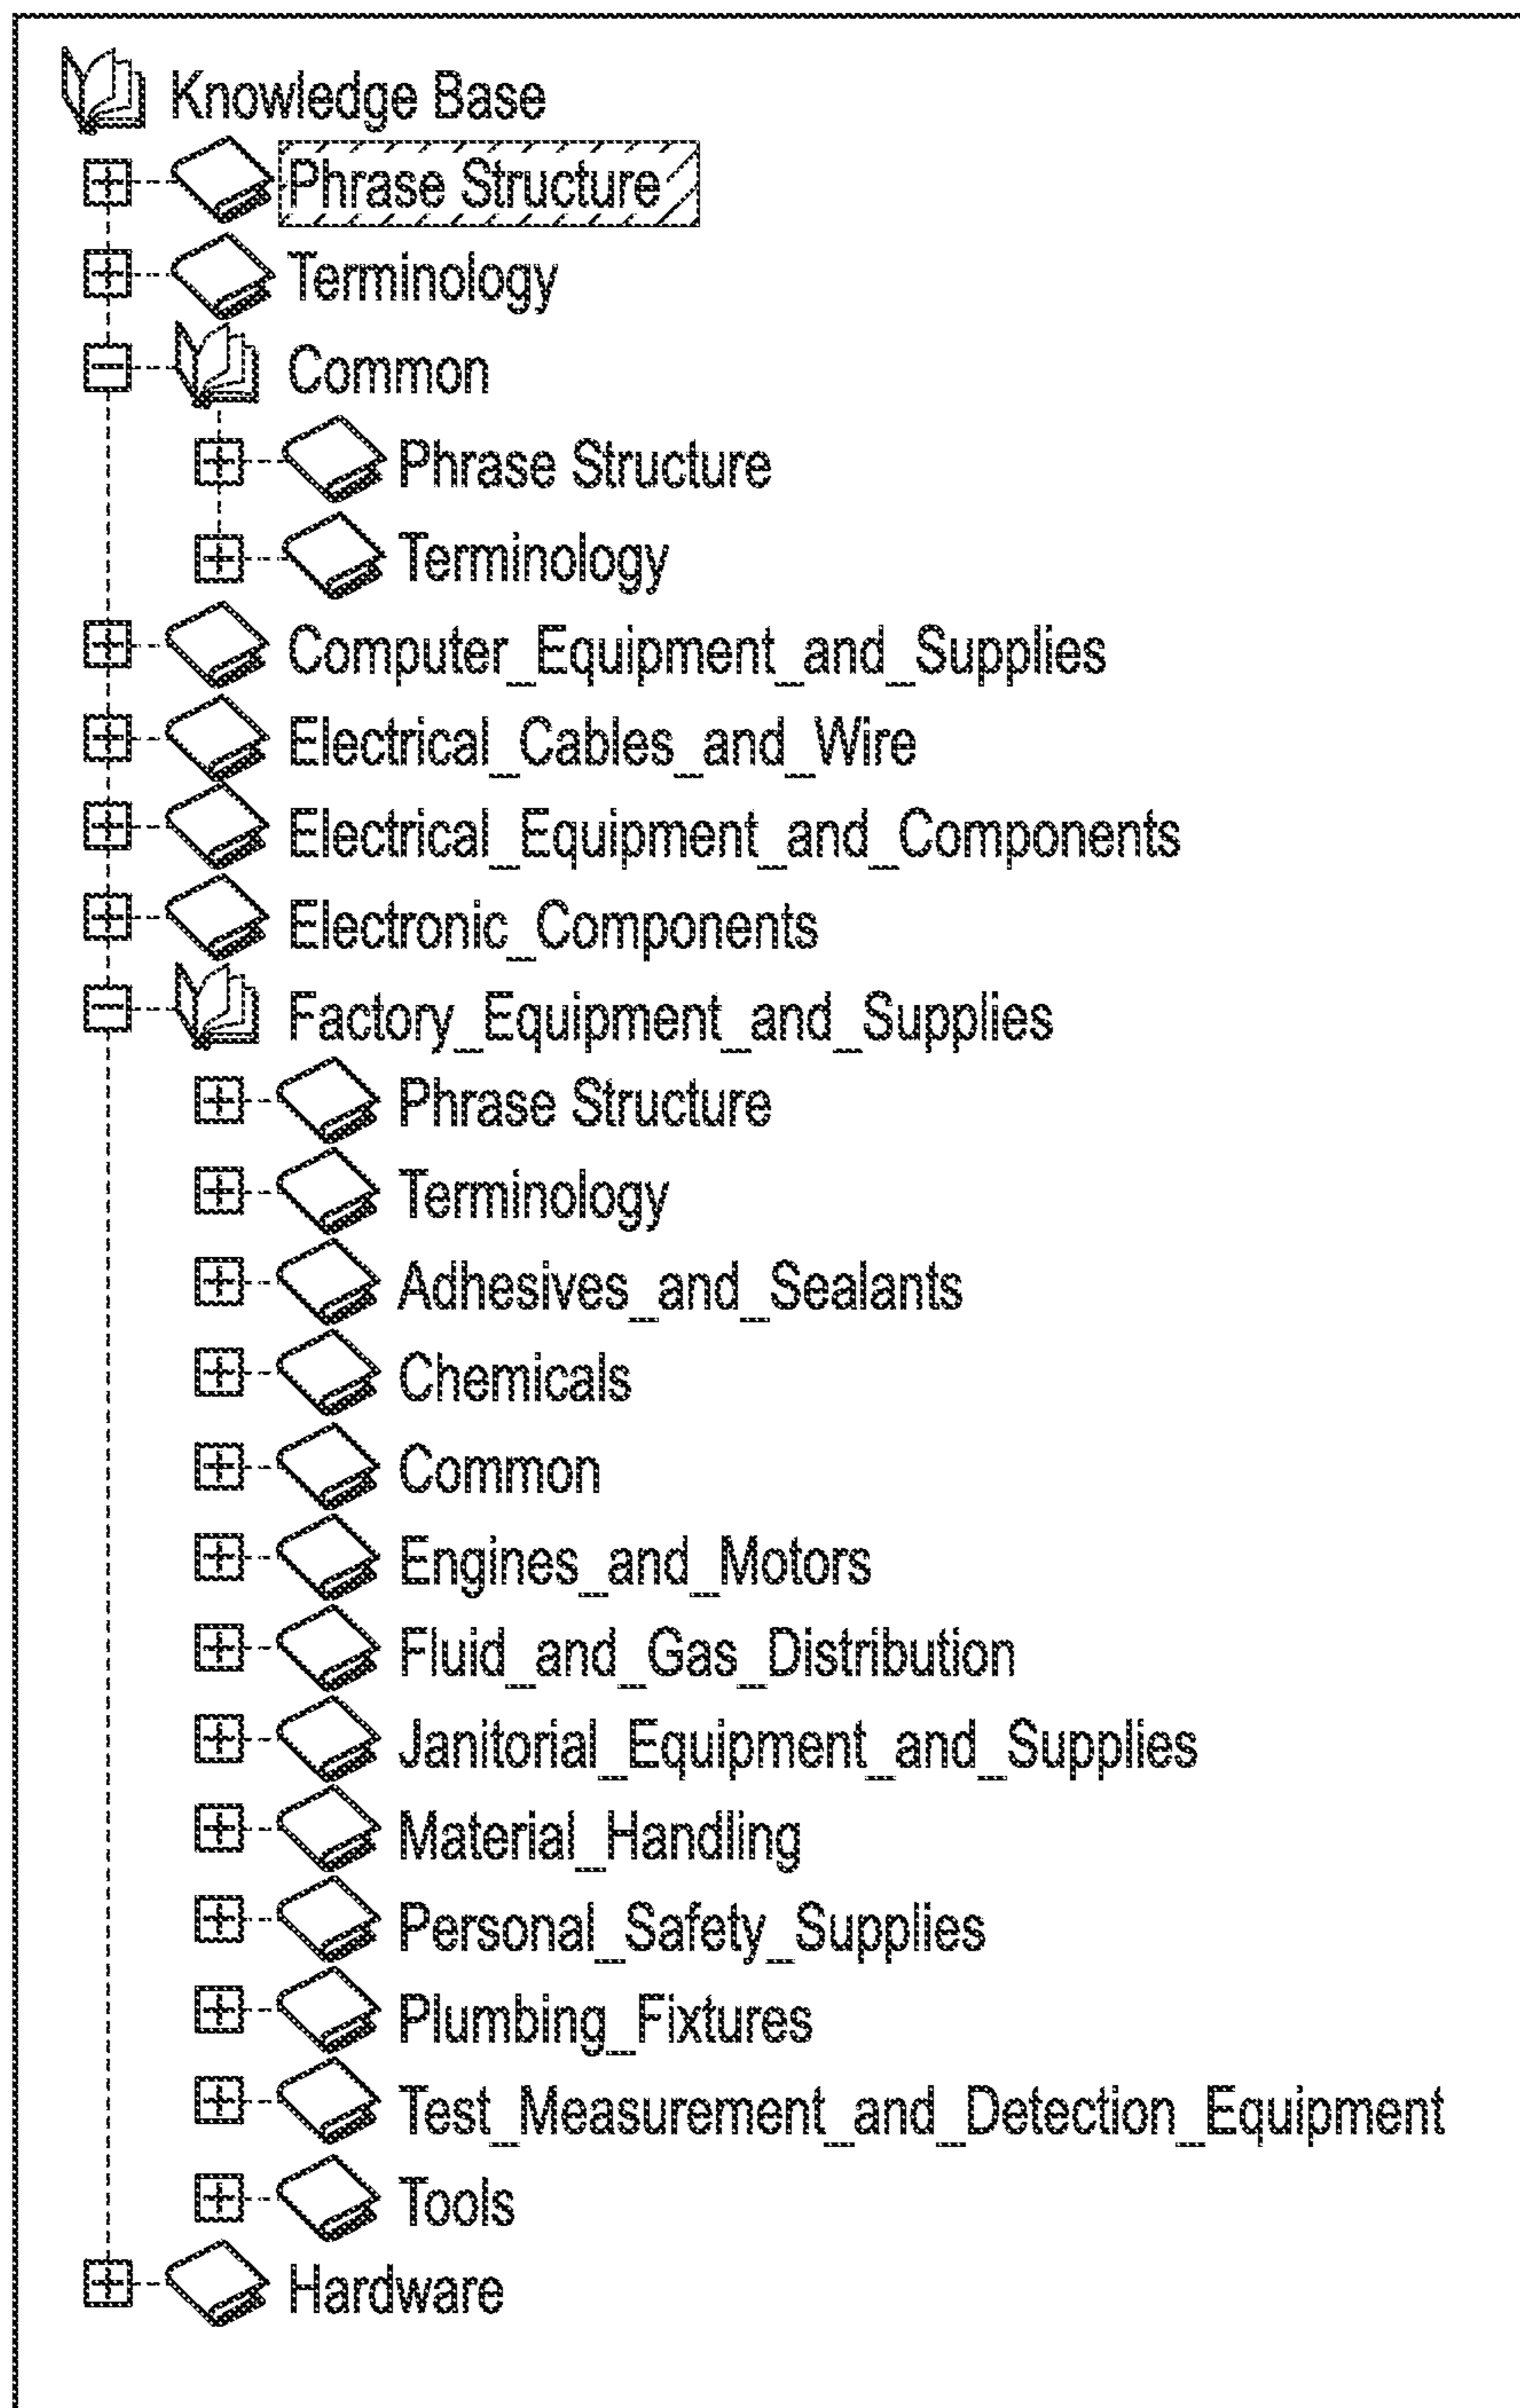 Knowledge Base
Phrase Structure
Terminology
Common
Phrase Structure
Terminology
Computer_Equipment_and_Supplies
Electrical_Cables_and_Wire
Electrical_Equipment_and_Components
Electronic_Components
Factory_Equipment_and_Supplies
Phrase Structure
Terminology
Adhesives_and_Sealants
Chemicals
Common
Engines_and_Motors
Fluid_and_Gas_Distribution
Janitorial_Equipment_and_Supplies
Material_Handling
Personal_Safety_Supplies
Plumbing_Fixtures
Test_Measurement_and_Detection_Equipment
Tools
Hardware